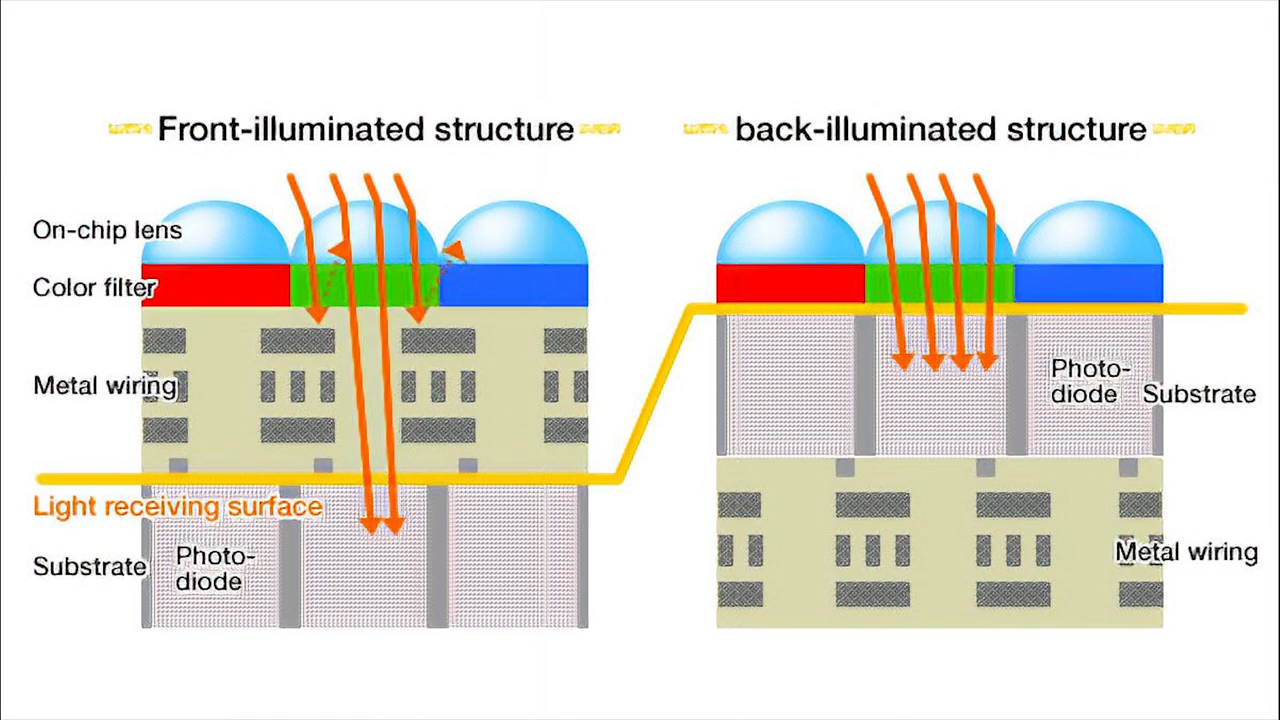 Front-illuminated structure
back-illuminated structure
On-chip lens
Color filter
Metal wiring
Light receiving surface
Substrate
Photo-
diode
Photo-
diode
Substrate
Metal wiring